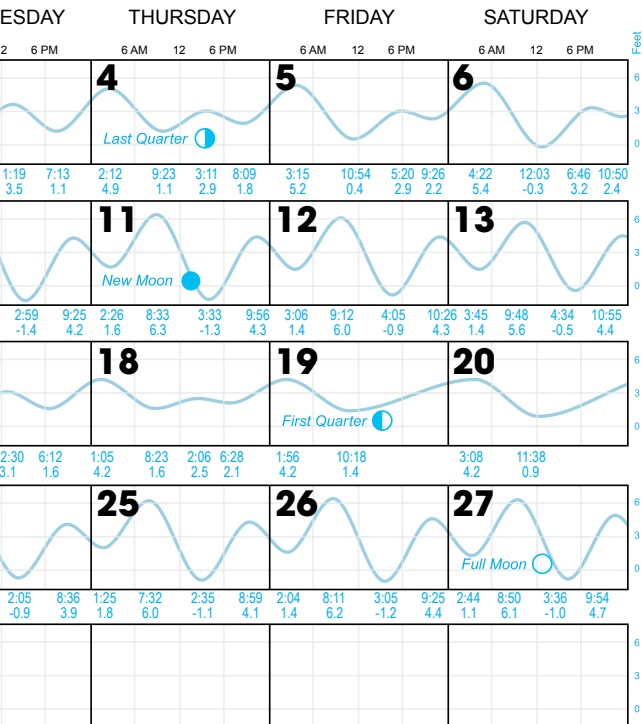 ESDAY THURSDAY FRIDAY SATURDAY
2 6 PM 6 AM 12 6 PM 6 AM 12 6 PM 6 AM 12 6 PM Feet
4 5 6 6
3
Last Quarter 0
1:19 7:13 2:12 9:23 3:11 8:09 3:15 10:54 5:20 9:26 4:22 12:03 6:46 10:50
3.5 1.1 4.9 1.1 2.9 1.8 5.2 0.4 2.9 2.2 5.4 -0.3 3.2 2.4
11 12 13 6
3
New Moon 0
2:59 9:25 2:26 8:33 3:33 9:56 3:06 9:12 4:05 10:26 3:45 9:48 4:34 10:55
-1.4 4.2 1.6 6.3 -1.3 4.3 1.4 6.0 -0.9 4.3 1.4 5.6 -0.5 4.4
18 19 20 6
3
First Quarter 0
2:30 6:12 1:05 8:23 2:06 6:28 1:56 10:18 3:08 11:38
3.1 1.6 4.2 1.6 2.5 2.1 4.2 1.4 4.2 0.9
25 26 27 6
3
Full Moon 0
2:05 8:36 1:25 7:32 2:35 8:59 2:04 8:11 3:05 9:25 2:44 8:50 3:36 9:54
-0.9 3.9 1.8 6.0 -1.1 4.1 1.4 6.2 -1.2 4.4 1.1 6.1 -1.0 4.7
6
3
0